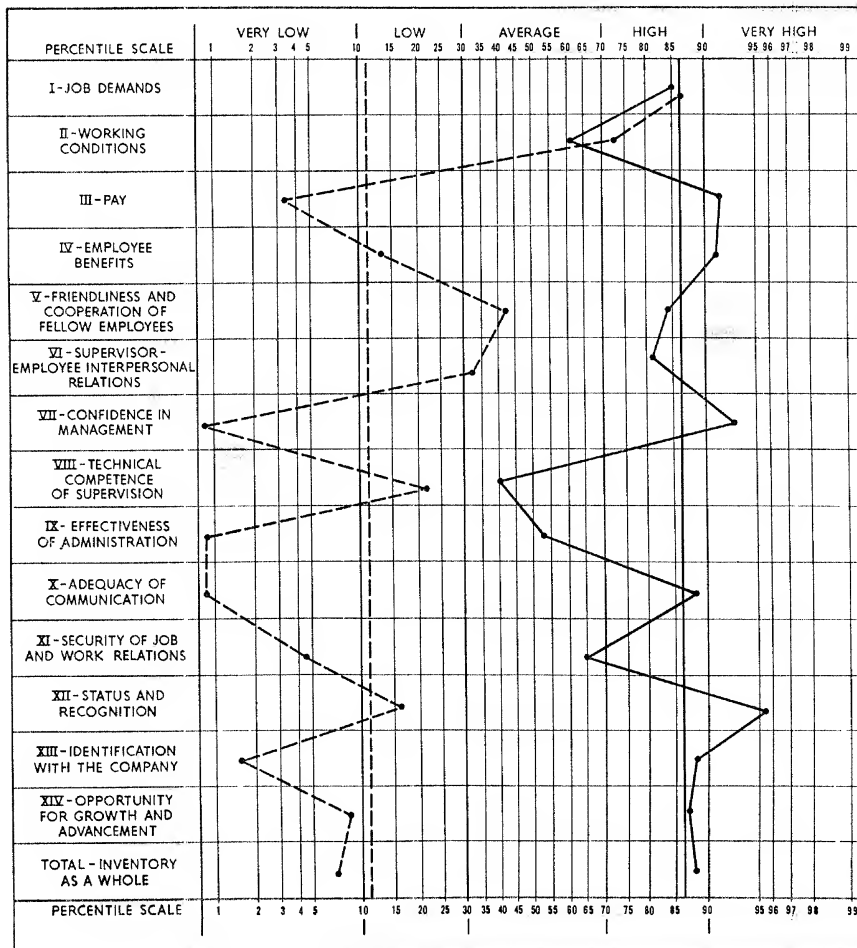 VERY LOW LOW AVERAGE HIGH VERY HIGH
PERCENTILE SCALE 1 2 3 4 5 10 15 20 25 30 35 40 45 50 55 60 65 70 75 80 85 90 95 96 97 98 99
I-JOB DEMANDS
II-WORKING
CONDITIONS
III-PAY
IV-EMPLOYEE
BENEFITS
V-FRIENDLINESS AND
COOPERATION OF
FELLOW EMPLOYEES
VI-SUPERVISOR-
EMPLOYEE INTERPERSONAL
RELATIONS
VII-CONFIDENCE IN
MANAGEMENT
VIII-TECHNICAL
COMPETENCE
OF SUPERVISION
IX-EFFECTIVENESS
OF ADMINISTRATION
X-ADEQUACY OF
COMMUNICATION
XI-SECURITY OF JOB
AND WORK RELATIONS
XII-STATUS AND
RECOGNITION
XIII-IDENTIFICATION
WITH THE COMPANY
XIV-OPPORTUNITY
FOR GROWTH AND
ADVANCEMENT
TOTAL-INVENTORY
AS A WHOLE
PERCENTILE SCALE 1 2 3 4 5 10 15 20 25 30 35 40 45 50 55 60 65 70 75 80 85 90 95 96 97 98 99